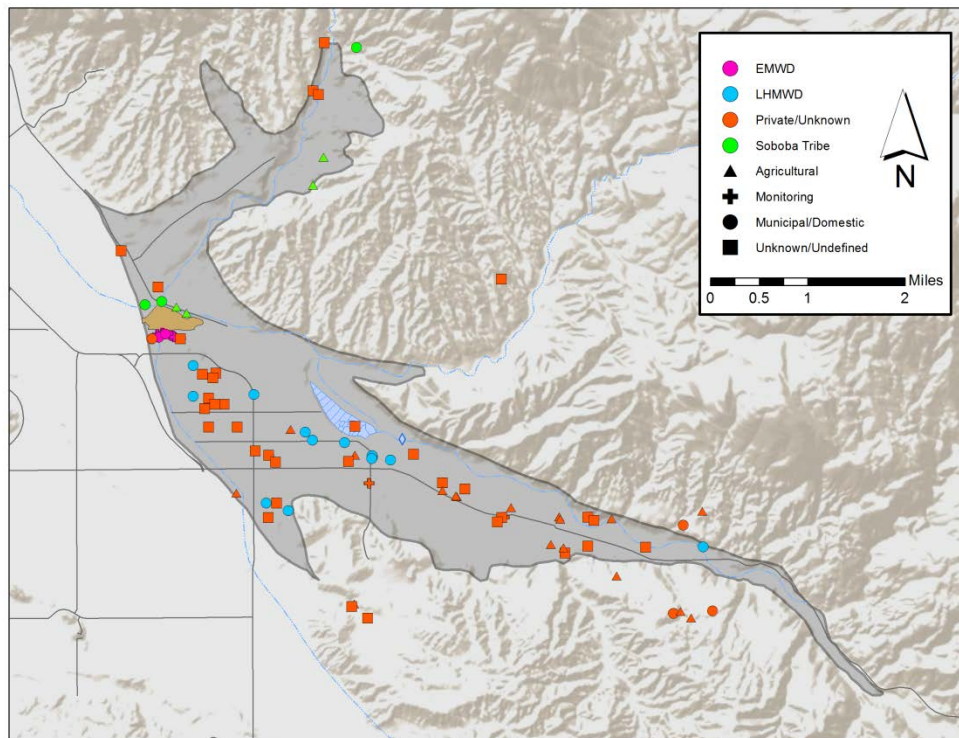 EMWD
LHMWD
Private/Unknown
Soboba Tribe
Agricultural
Monitoring
Municipal/Domestic
Unknown/Undefined
N
Miles
0 0.5 1 2